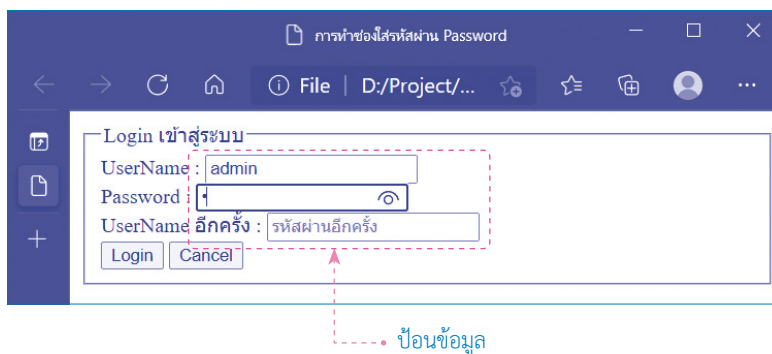 การทำช่องใส่รหัสผ่าน Password
File | D:/Project/...
Login เข้าสู่ระบบ
UserName : admin
Password : •
UserName อีกครั้ง : รหัสผ่านอีกครั้ง
Login Cancel
ป้อนข้อมูล